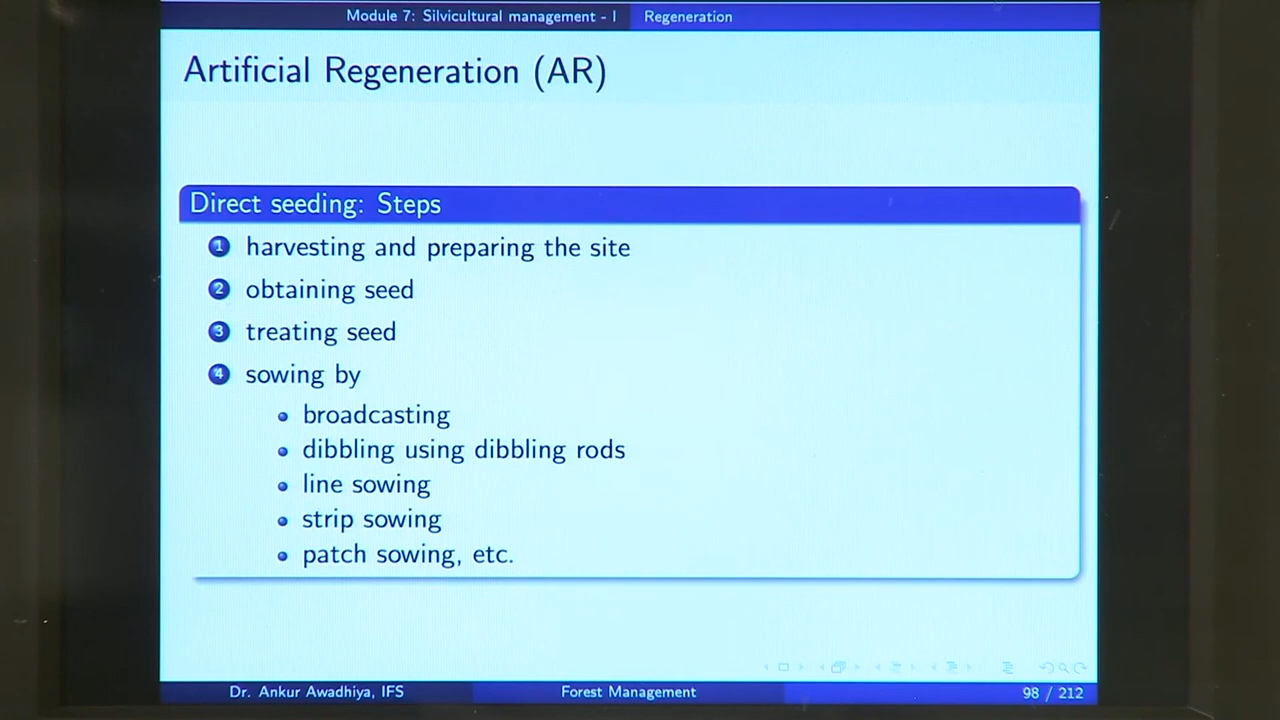 Module 7: Silvicultural management - I Regeneration
Artificial Regeneration (AR)
Direct seeding: Steps
1 harvesting and preparing the site
2 obtaining seed
3 treating seed
4 sowing by
broadcasting
dibbling using dibbling rods
line sowing
strip sowing
patch sowing, etc.
Dr. Ankur Awadhiya, IFS Forest Management 98 / 212